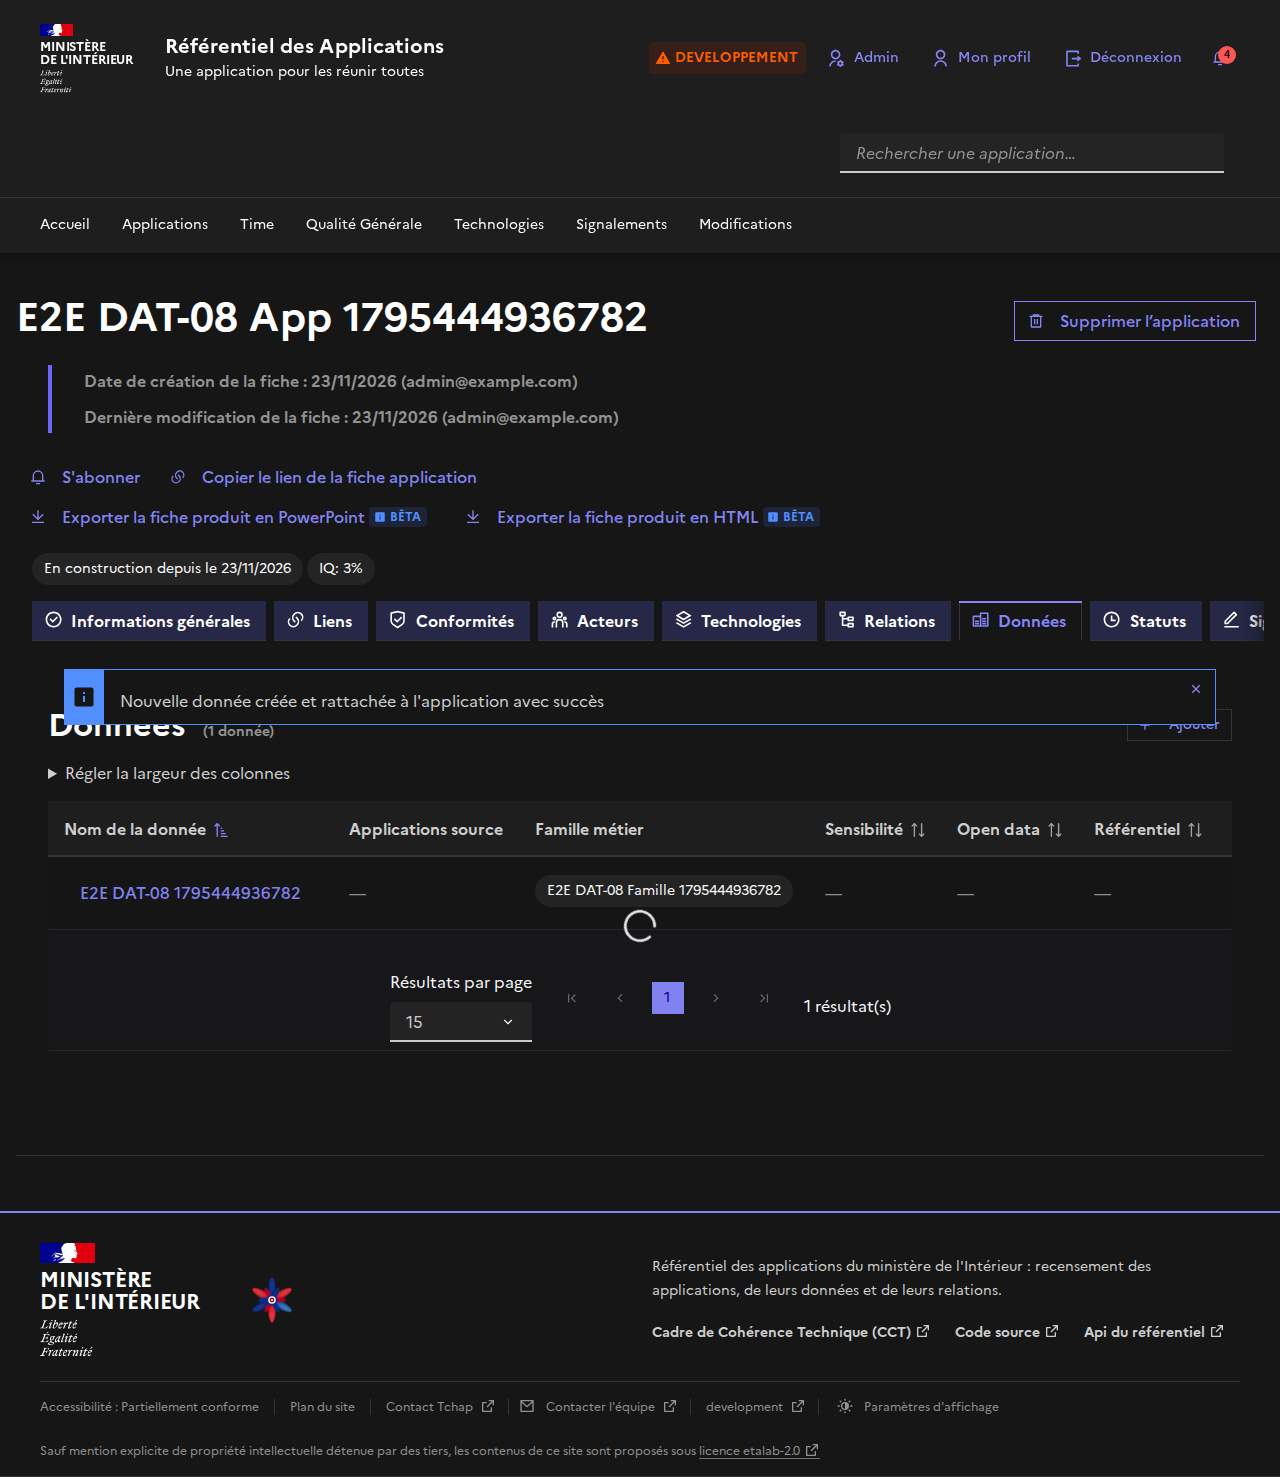 MINISTÈRE
DE L'INTÉRIEUR
Liberté
Égalité
Fraternité
Référentiel des Applications
Une application pour les réunir toutes
DEVELOPPEMENT
Admin
Mon profil
Déconnexion
4
Rechercher une application...
Accueil
Applications
Time
Qualité Générale
Technologies
Signalements
Modifications
E2E DAT-08 App 1795444936782
Supprimer l’application
Date de création de la fiche : 23/11/2026 (admin@example.com)
Dernière modification de la fiche : 23/11/2026 (admin@example.com)
S'abonner
Copier le lien de la fiche application
Exporter la fiche produit en PowerPoint
BÊTA
Exporter la fiche produit en HTML
BÊTA
En construction depuis le 23/11/2026
IQ: 3%
Informations générales
Liens
Conformités
Acteurs
Technologies
Relations
Données
Statuts
Nouvelle donnée créée et rattachée à l'application avec succès
Données
(1 donnée)
Ajouter
Régler la largeur des colonnes
Nom de la donnée
Applications source
Famille métier
Sensibilité
Open data
Référentiel
E2E DAT-08 1795444936782
—
E2E DAT-08 Famille 1795444936782
—
—
—
Résultats par page
15
1
1 résultat(s)
MINISTÈRE
DE L'INTÉRIEUR
Liberté
Égalité
Fraternité
Référentiel des applications du ministère de l'Intérieur : recensement des
applications, de leurs données et de leurs relations.
Cadre de Cohérence Technique (CCT)
Code source
Api du référentiel
Accessibilité : Partiellement conforme
Plan du site
Contact Tchap
Contacter l'équipe
development
Paramètres d'affichage
Sauf mention explicite de propriété intellectuelle détenue par des tiers, les contenus de ce site sont proposés sous licence etalab-2.0